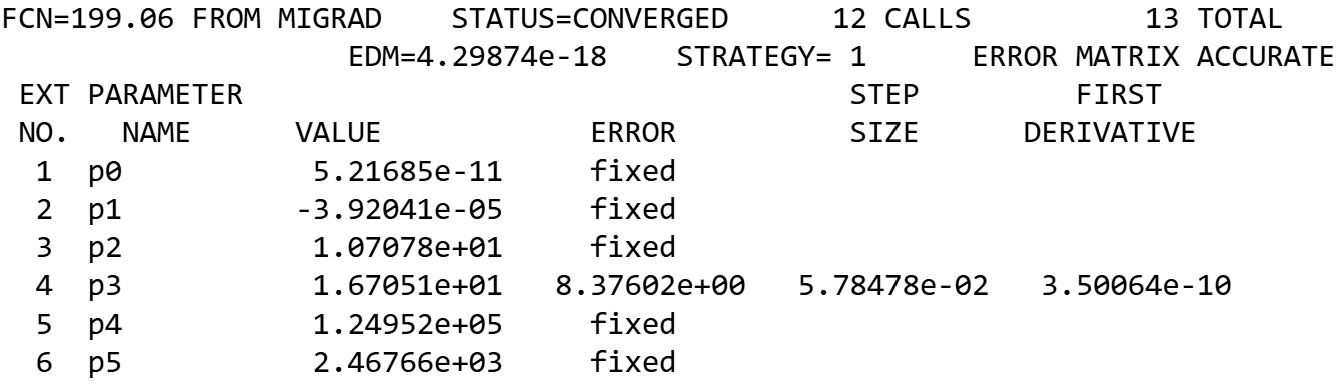 FCN=199.06 FROM MIGRAD    STATUS=CONVERGED      12 CALLS          13 TOTAL
                    EDM=4.29874e-18    STRATEGY= 1      ERROR MATRIX ACCURATE
 EXT PARAMETER                                   STEP         FIRST
 NO.   NAME      VALUE            ERROR          SIZE      DERIVATIVE
  1  p0           5.21685e-11     fixed
  2  p1          -3.92041e-05     fixed
  3  p2           1.07078e+01     fixed
  4  p3           1.67051e+01   8.37602e+00   5.78478e-02   3.50064e-10
  5  p4           1.24952e+05     fixed
  6  p5           2.46766e+03     fixed